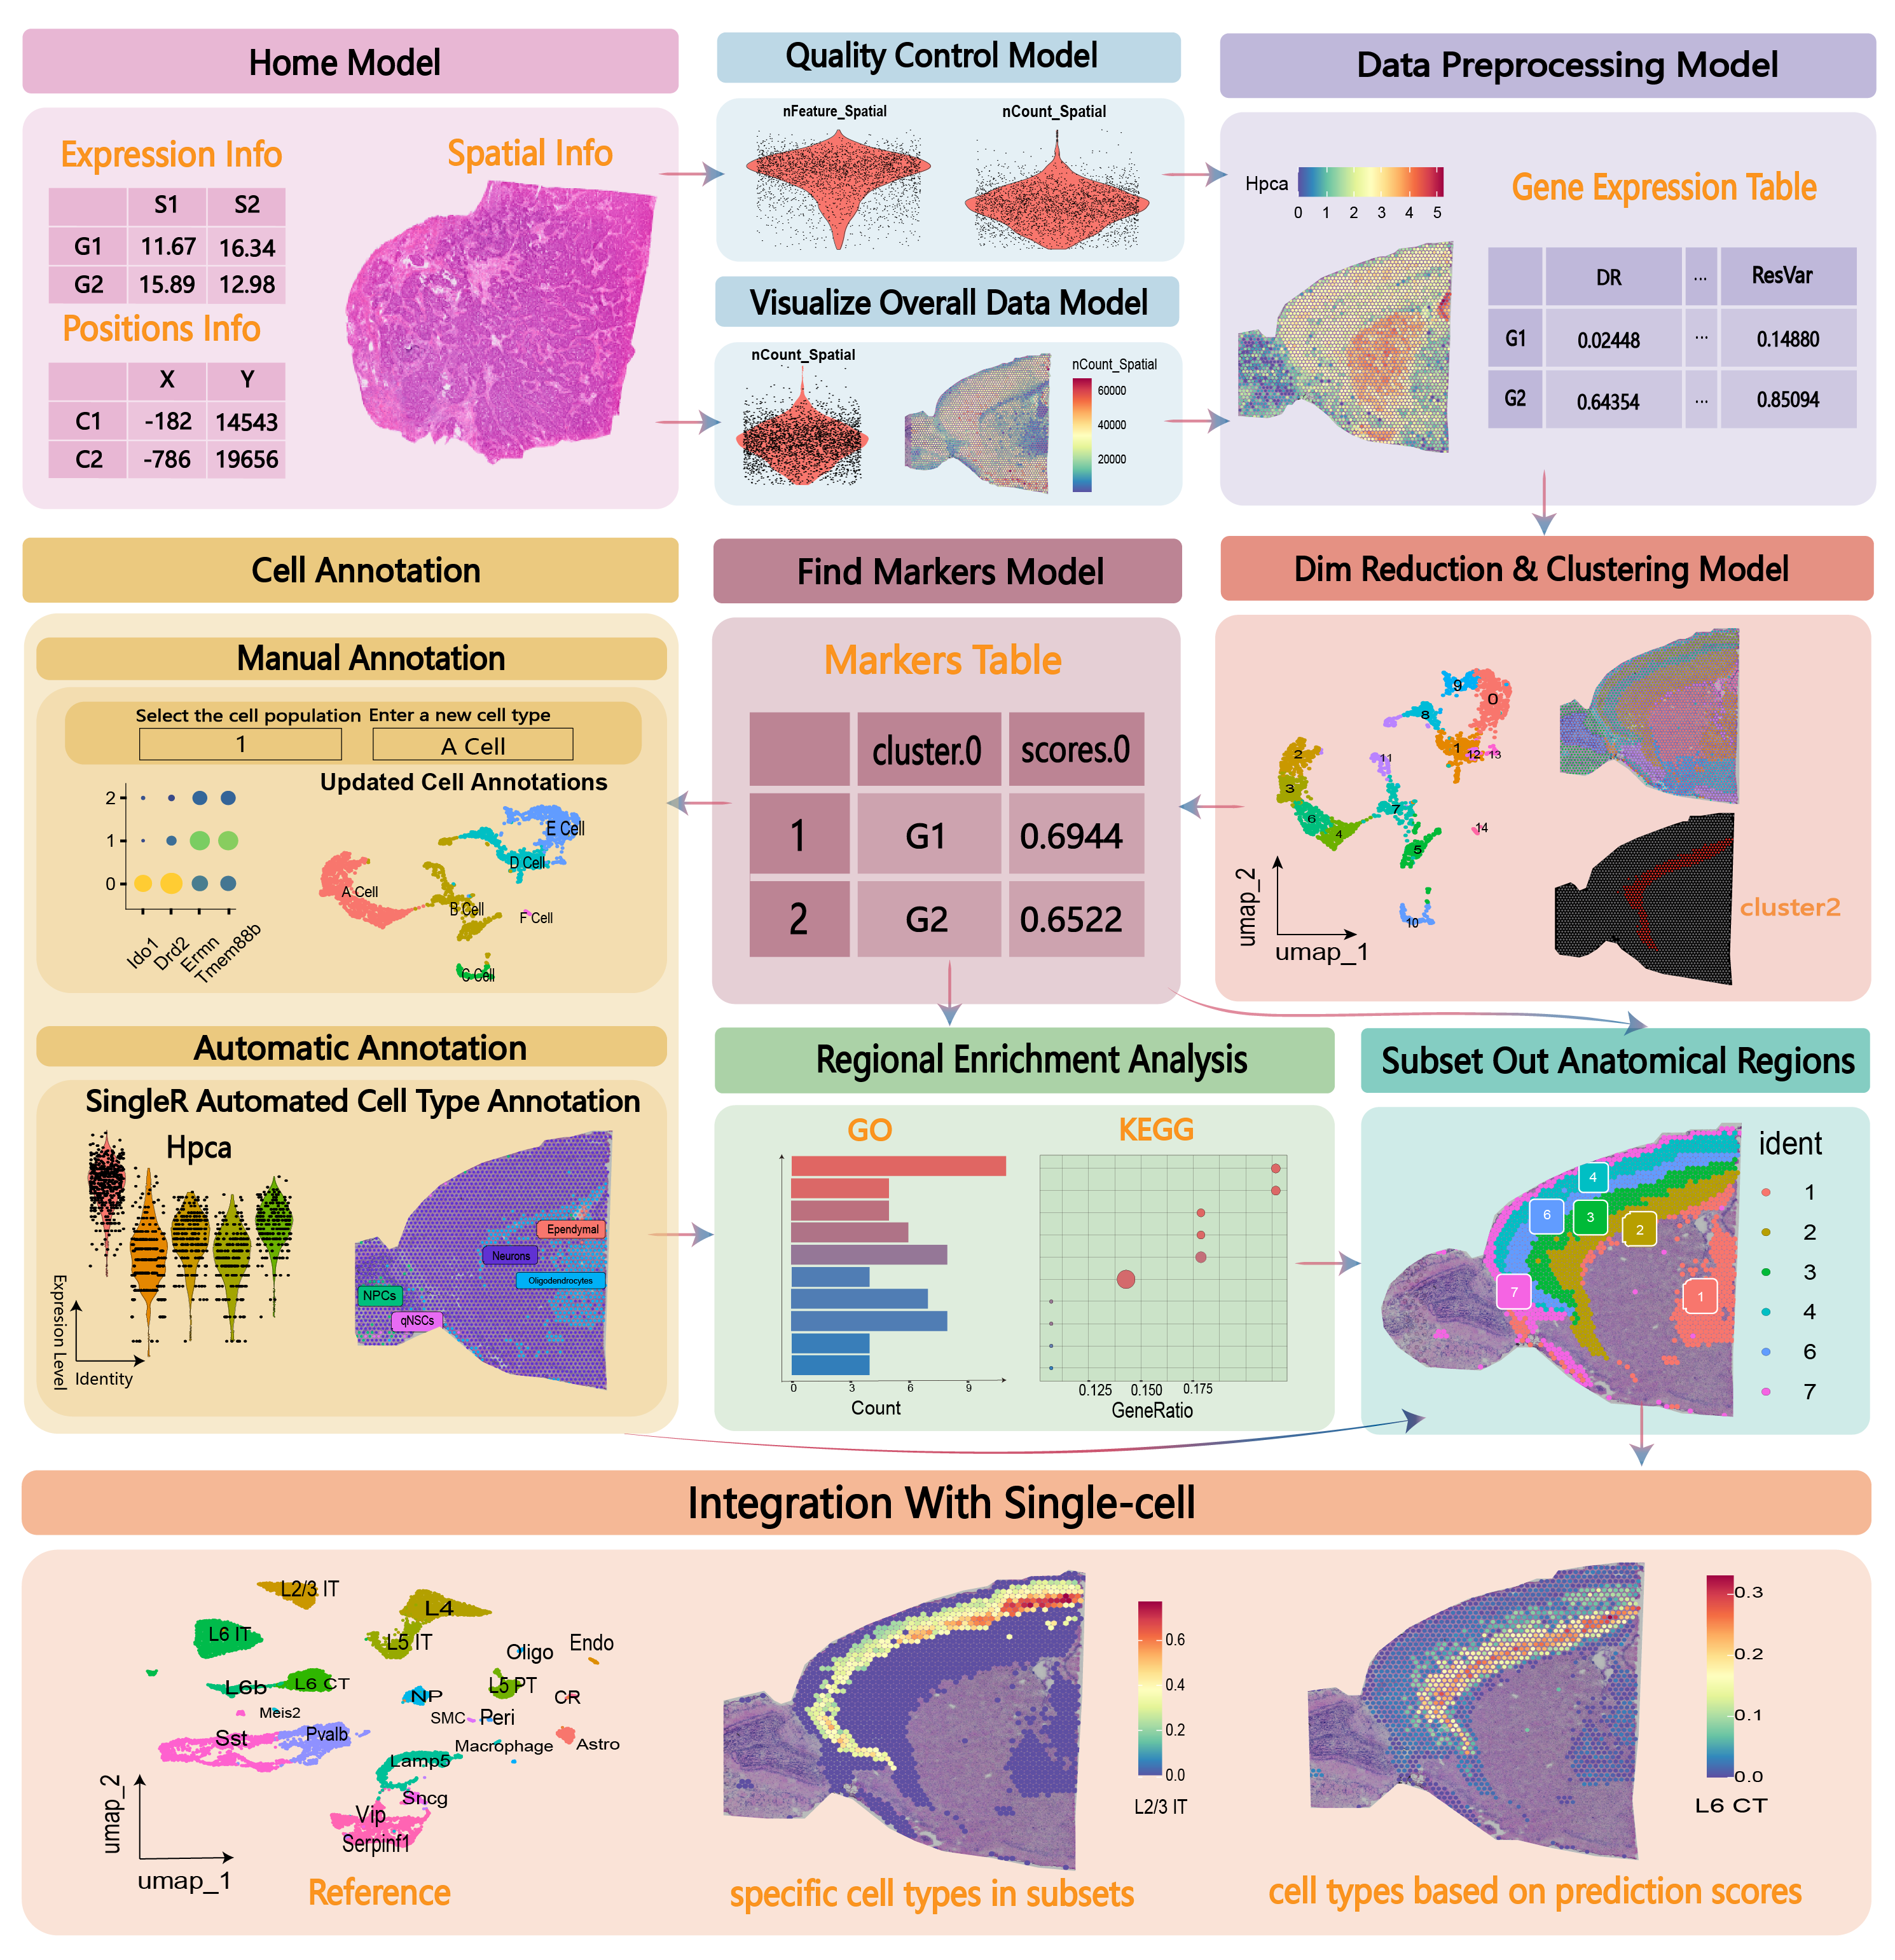 Home Model
Expression Info
Spatial Info
S1 S2
G1 11.67 16.34
G2 15.89 12.98
Positions Info
X Y
C1 -182 14543
C2 -786 19656
Quality Control Model
nFeature_Spatial
nCount_Spatial
Visualize Overall Data Model
nCount_Spatial
nCount_Spatial
60000
40000
20000
Data Preprocessing Model
Hpca
0 1 2 3 4 5
Gene Expression Table
DR ... ResVar
G1 0.02448 ... 0.14880
G2 0.64354 ... 0.85094
Cell Annotation
Manual Annotation
Select the cell population Enter a new cell type
1 A Cell
Updated Cell Annotations
2
1
0
Ido1
Drd2
Ermn
Tmem88b
E Cell
D Cell
A Cell
B Cell
F Cell
C Cell
Automatic Annotation
SingleR Automated Cell Type Annotation
Hpca
Expression Level
Identity
Ependymal
Neurons
Oligodendrocytes
NPCs
qNSCs
Find Markers Model
Markers Table
cluster.0 scores.0
1 G1 0.6944
2 G2 0.6522
Dim Reduction & Clustering Model
9
0
8
1
12
13
2
11
3
7
6
4
14
5
10
umap_2
umap_1
cluster2
Regional Enrichment Analysis
GO
0 3 6 9
Count
KEGG
0.125 0.150 0.175
GeneRatio
Subset Out Anatomical Regions
4
6
3
2
7
1
ident
1
2
3
4
6
7
Integration With Single-cell
L2/3 IT
L4
L6 IT
L5 IT
Oligo
Endo
L6b
L6 CT
L5 PT
NP
CR
Meis2
SMC
Peri
Sst
Pvalb
Macrophage
Astro
Lamp5
Sncg
Vip
Serpinf1
umap_2
umap_1
Reference
0.6
0.4
0.2
0.0
L2/3 IT
specific cell types in subsets
0.3
0.2
0.1
0.0
L6 CT
cell types based on prediction scores